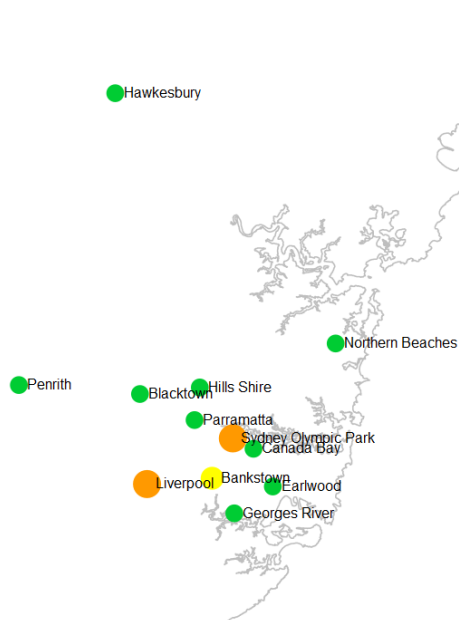 Hawkesbury
Northern Beaches
Penrith
Hills Shire
Blacktown
Parramatta
Sydney Olympic Park
Canada Bay
Bankstown
Liverpool
Earlwood
Georges River